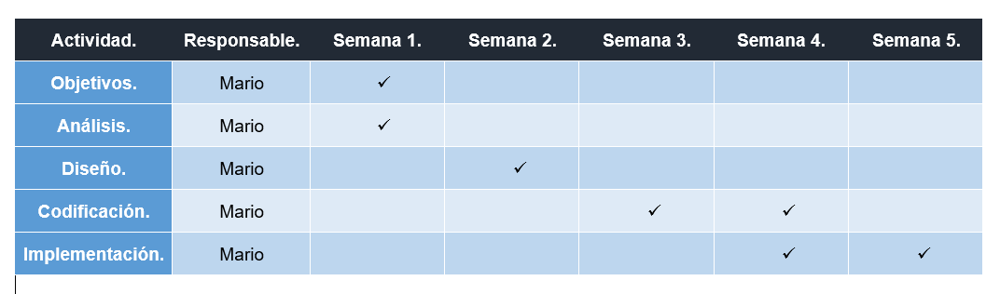 Actividad. Responsable. Semana 1. Semana 2. Semana 3. Semana 4. Semana 5.
Objetivos. Mario ✓
Análisis. Mario ✓
Diseño. Mario ✓
Codificación. Mario ✓ ✓
Implementación. Mario ✓ ✓